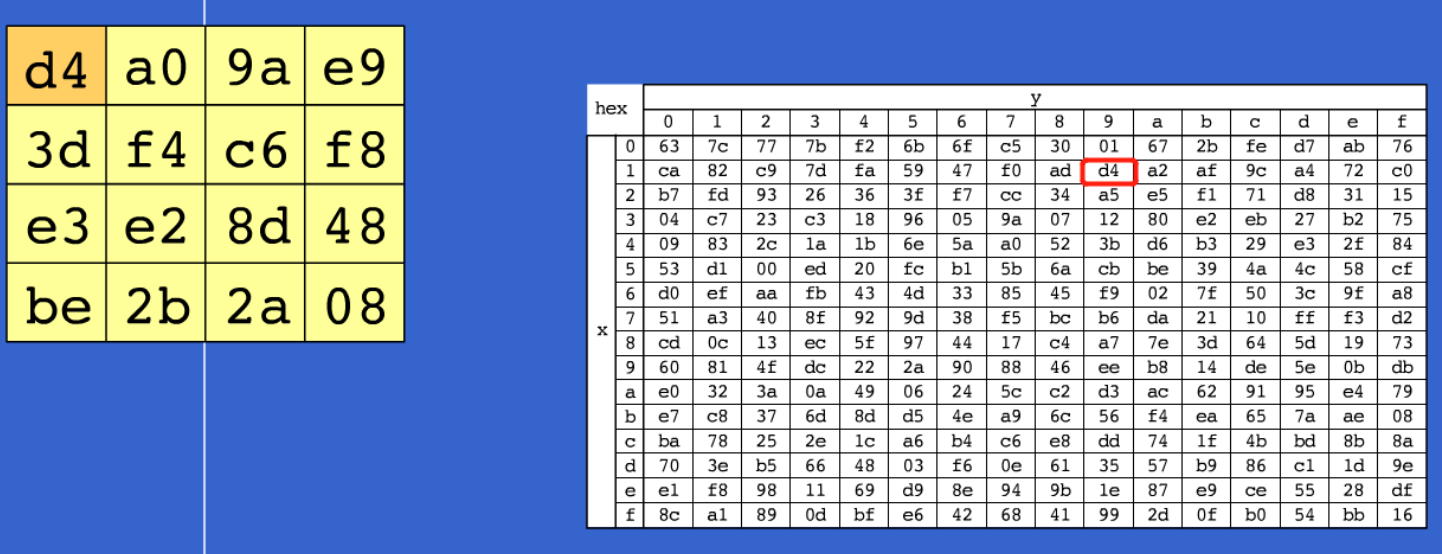 d4 a0 9a e9
3d f4 c6 f8
e3 e2 8d 48
be 2b 2a 08
hex y
0 1 2 3 4 5 6 7 8 9 a b c d e f
x
0 63 7c 77 7b f2 6b 6f c5 30 01 67 2b fe d7 ab 76
1 ca 82 c9 7d fa 59 47 f0 ad d4 a2 af 9c a4 72 c0
2 b7 fd 93 26 36 3f f7 cc 34 a5 e5 f1 71 d8 31 15
3 04 c7 23 c3 18 96 05 9a 07 12 80 e2 eb 27 b2 75
4 09 83 2c 1a 1b 6e 5a a0 52 3b d6 b3 29 e3 2f 84
5 53 d1 00 ed 20 fc b1 5b 6a cb be 39 4a 4c 58 cf
6 d0 ef aa fb 43 4d 33 85 45 f9 02 7f 50 3c 9f a8
7 51 a3 40 8f 92 9d 38 f5 bc b6 da 21 10 ff f3 d2
8 cd 0c 13 ec 5f 97 44 17 c4 a7 7e 3d 64 5d 19 73
9 60 81 4f dc 22 2a 90 88 46 ee b8 14 de 5e 0b db
a e0 32 3a 0a 49 06 24 5c c2 d3 ac 62 91 95 e4 79
b e7 c8 37 6d 8d d5 4e a9 6c 56 f4 ea 65 7a ae 08
c ba 78 25 2e 1c a6 b4 c6 e8 dd 74 1f 4b bd 8b 8a
d 70 3e b5 66 48 03 f6 0e 61 35 57 b9 86 c1 1d 9e
e e1 f8 98 11 69 d9 8e 94 9b 1e 87 e9 ce 55 28 df
f 8c a1 89 0d bf e6 42 68 41 99 2d 0f b0 54 bb 16